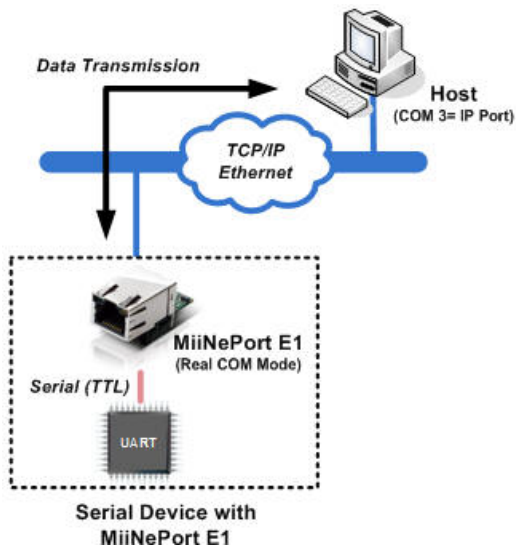 Data Transmission
Host
(COM 3= IP Port)
TCP/IP
Ethernet
MiiNePort E1
(Real COM Mode)
Serial (TTL)
UART
Serial Device with
MiiNePort E1